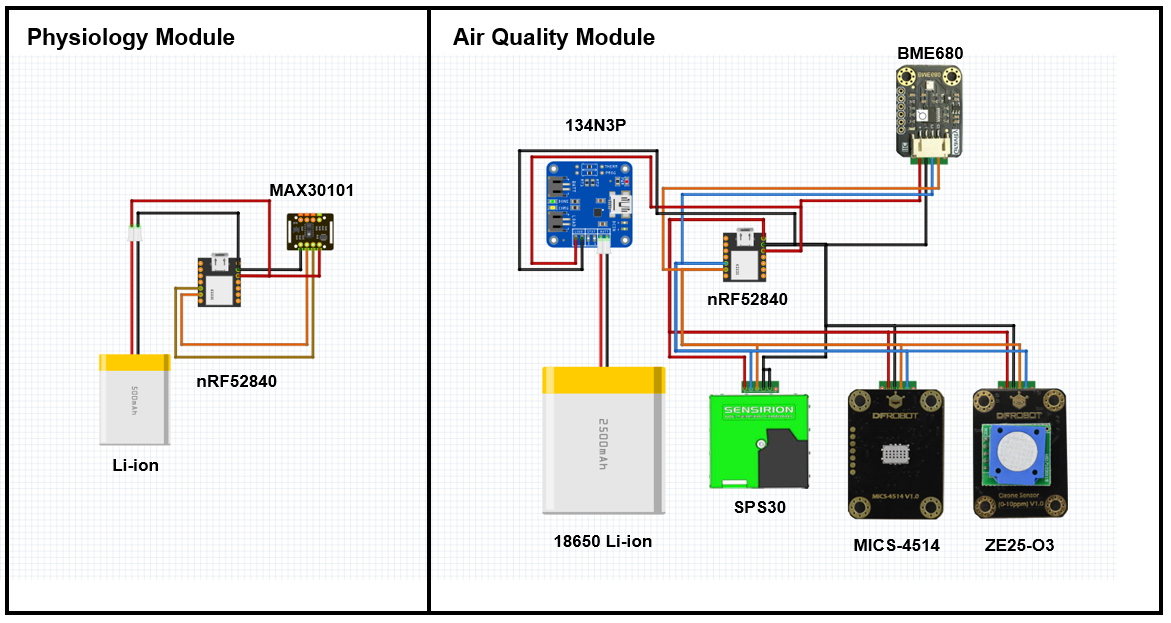 Physiology Module
Air Quality Module
BME680
134N3P
MAX30101
nRF52840
nRF52840
500mAh
Li-ion
2500mAh
18650 Li-ion
SENSIRION
SPS30
DFROBOT
MICS-4514 V1.0
MICS-4514
DFROBOT
Ozone Sensor
(0-10ppm) V1.0
ZE25-O3